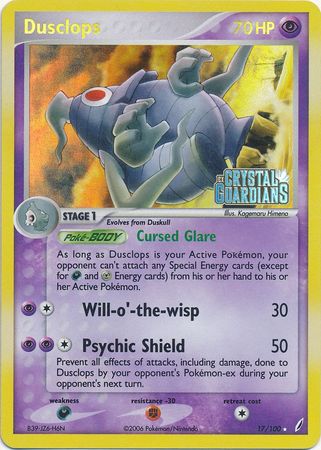 Dusclops
70 HP
EX
CRYSTAL
GUARDIANS
Illus. Kagemaru Himeno
STAGE 1
Evolves from Duskull
Poké-BODY Cursed Glare
As long as Dusclops is your Active Pokémon, your
opponent can't attach any Special Energy cards (except
for and Energy cards) from his or her hand to his or
her Active Pokémon.
Will-o'-the-wisp 30
Psychic Shield 50
Prevent all effects of attacks, including damage, done to
Dusclops by your opponent's Pokémon-ex during your
opponent's next turn.
weakness resistance -30 retreat cost
B39-JZ6-H6N ©2006 Pokémon/Nintendo 17/100